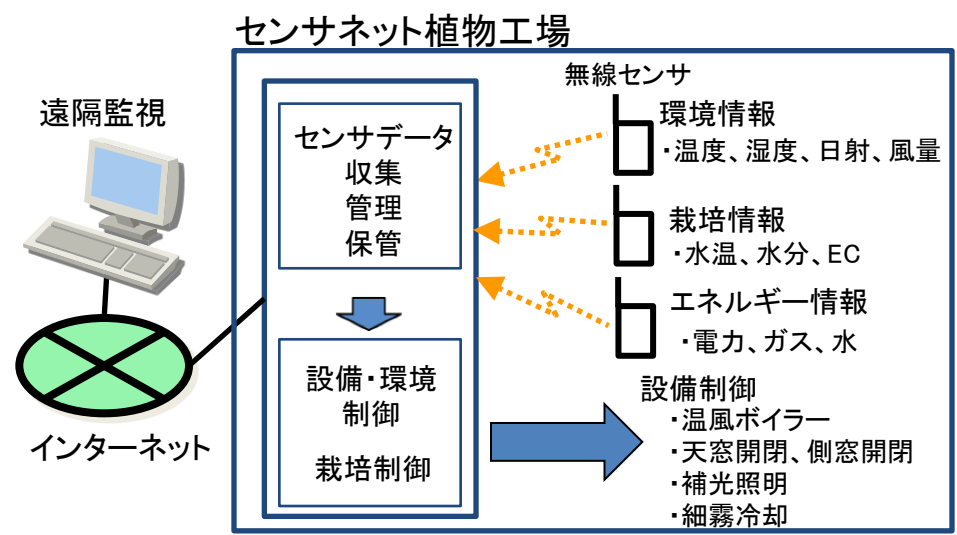 センサネット植物工場
遠隔監視
インターネット
センサデータ
収集
管理
保管
設備・環境
制御
栽培制御
無線センサ
環境情報
・温度、湿度、日射、風量
栽培情報
・水温、水分、EC
エネルギー情報
・電力、ガス、水
設備制御
・温風ボイラー
・天窓開閉、側窓開閉
・補光照明
・細霧冷却